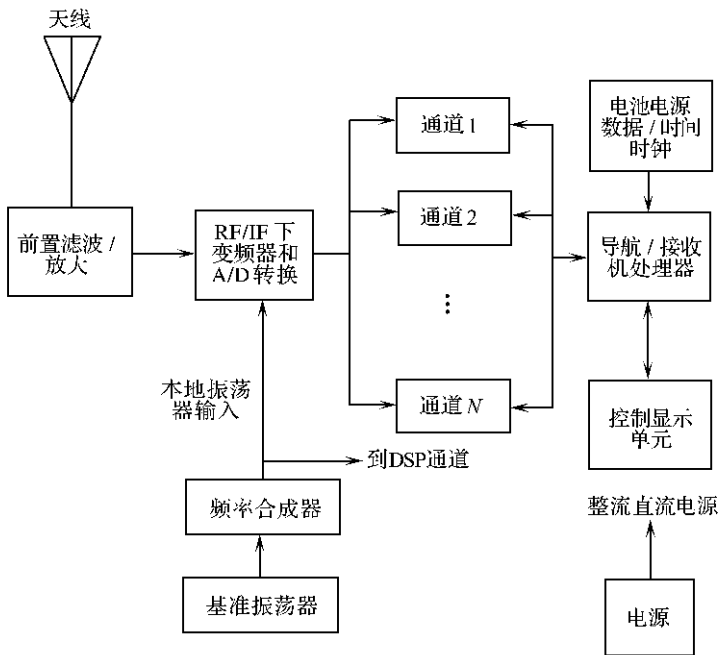 天线
前置滤波 /
放大
RF/IF 下
变频器和
A/D 转换
通道 1
通道 2
通道 N
电池电源
数据 / 时间
时钟
导航 / 接收
机处理器
控制显示
单元
本地振荡
器输入
到DSP通道
频率合成器
基准振荡器
整流直流电源
电源